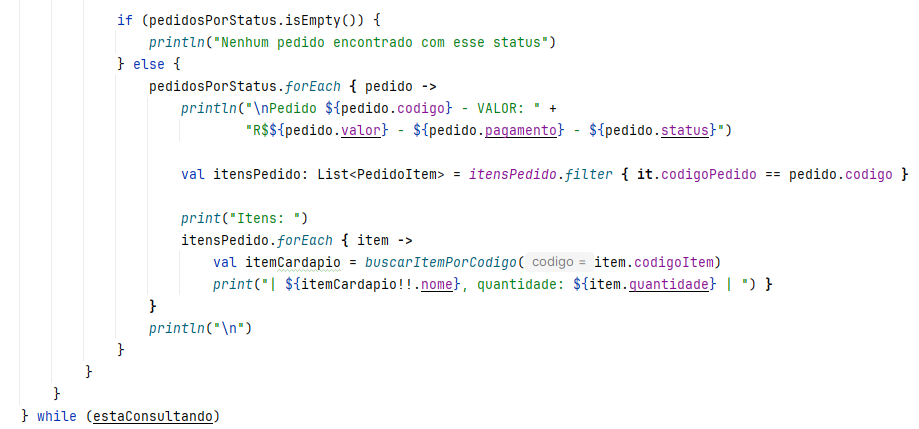 if (pedidosPorStatus.isEmpty()) {
println("Nenhum pedido encontrado com esse status")
} else {
pedidosPorStatus.forEach { pedido ->
println("\nPedido ${pedido.codigo} - VALOR: " +
"R$${pedido.valor} - ${pedido.pagamento} - ${pedido.status}")
val itensPedido: List<PedidoItem> = itensPedido.filter { it.codigoPedido == pedido.codigo }
print("Itens: ")
itensPedido.forEach { item ->
val itemCardapio = buscarItemPorCodigo( codigo = item.codigoItem)
print("| ${itemCardapio!!.nome}, quantidade: ${item.quantidade} | ") }
}
println("\n")
}
}
}
} while (estaConsultando)